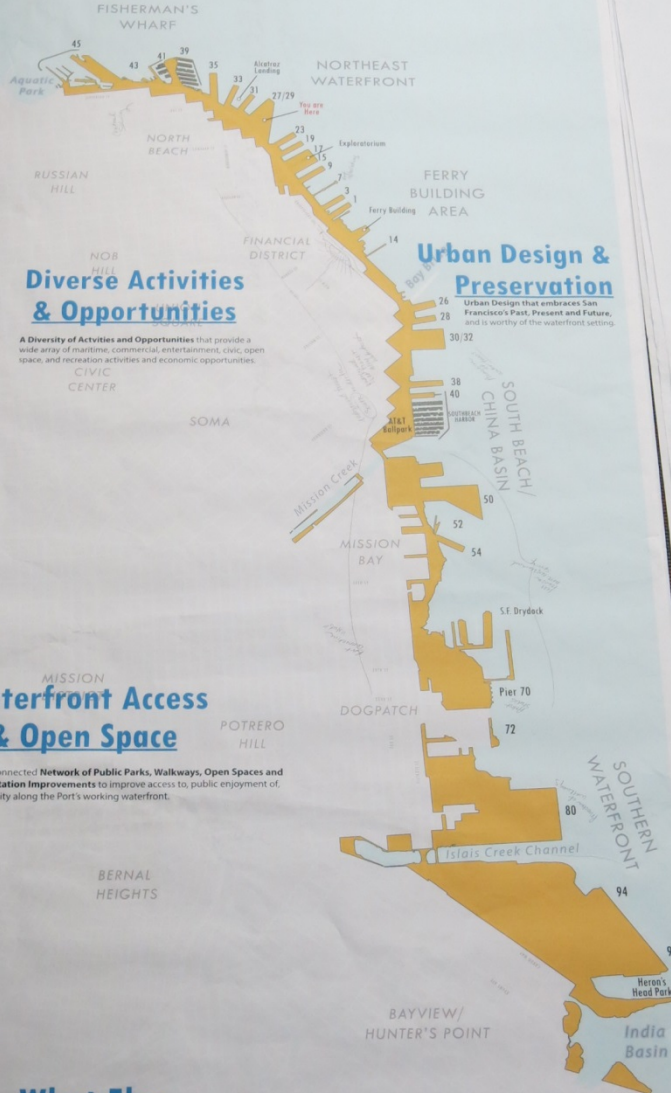 FISHERMAN'S
WHARF
45
43
41
39
35
33
Alcatraz
Landing
31
27/29
You are
Here
NORTHEAST
WATERFRONT
Aquatic
Park
NORTH
BEACH
23
19
17
15
Exploratorium
9
7
3
1
RUSSIAN
HILL
FERRY
BUILDING
AREA
Ferry Building
14
FINANCIAL
DISTRICT
NOB
HILL
Diverse Activities
& Opportunities
A Diversity of Actvities and Opportunities that provide a
wide array of maritime, commercial, entertainment, civic, open
space, and recreation activities and economic opportunities.
Urban Design &
Preservation
Urban Design that embraces San
Francisco's Past, Present and Future,
and is worthy of the waterfront setting.
Bay
26
28
30/32
38
40
CIVIC
CENTER
SOMA
AT&T
Ballpark
SOUTHBEACH
HARBOR
SOUTH BEACH/
CHINA BASIN
Mission Creek
50
52
54
MISSION
BAY
S.F. Drydock
Pier 70
72
MISSION
terfront Access
& Open Space
DOGPATCH
POTRERO
HILL
onnected Network of Public Parks, Walkways, Open Spaces and
tation Improvements to improve access to, public enjoyment of,
ity along the Port's working waterfront.
80
SOUTHERN
WATERFRONT
Islais Creek Channel
BERNAL
HEIGHTS
94
9
Heron's
Head Park
BAYVIEW/
HUNTER'S POINT
India
Basin